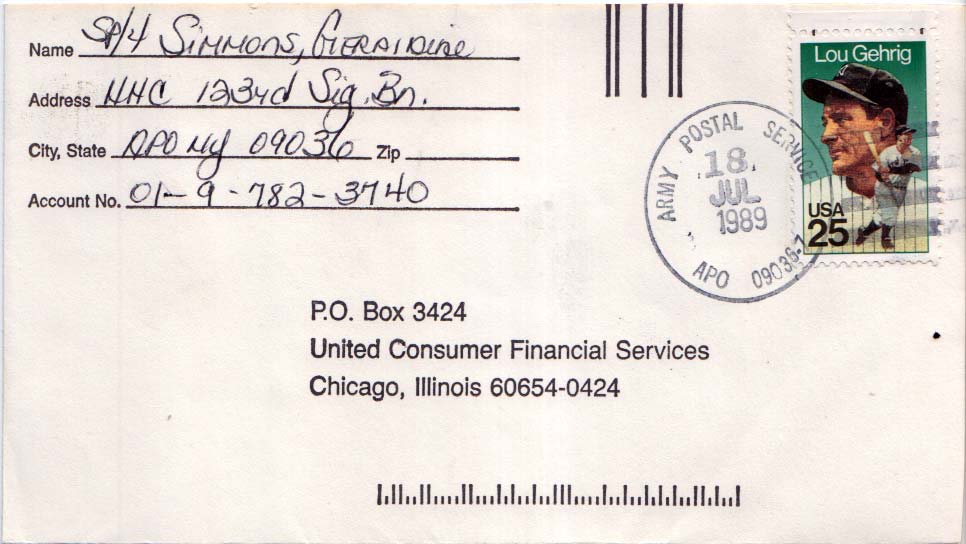 Name SP/4 SIMMONS, GERALDINE
Address HHC 123rd Sig. Bn.
City, State APO NY 09036 Zip
Account No. 01-9-782-3740
Lou Gehrig
USA
25
ARMY POSTAL SERVICE
18
JUL
1989
APO 09036-7
P.O. Box 3424
United Consumer Financial Services
Chicago, Illinois 60654-0424